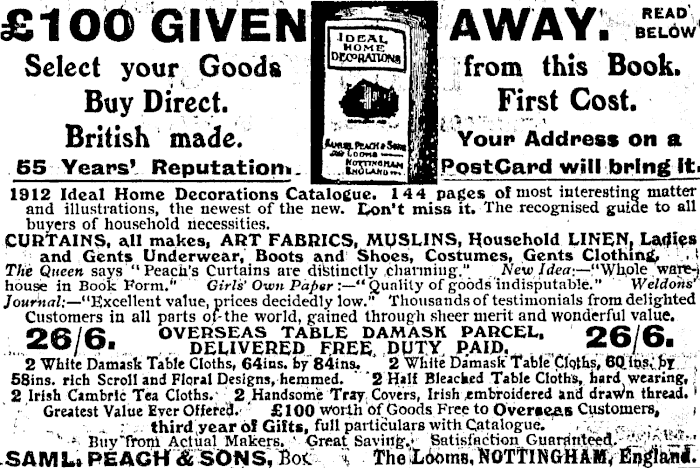 £100 GIVEN AWAY. READ BELOW
Select your Goods from this Book.
Buy Direct. First Cost.
British made. Your Address on a
55 Years' Reputation. PostCard will bring it.
IDEAL
HOME
DECORATIONS
SAMUEL PEACH & SONS
The Looms
NOTTINGHAM
ENGLAND
1912 Ideal Home Decorations Catalogue. 144 pages of most interesting matter
and illustrations, the newest of the new. Don't miss it. The recognised guide to all
buyers of household necessities.
CURTAINS, all makes, ART FABRICS, MUSLINS, Household LINEN, Ladies
and Gents Underwear, Boots and Shoes, Costumes, Gents Clothing,
The Queen says "Peach's Curtains are distinctly charming." New Idea:—"Whole ware-
house in Book Form." Girls' Own Paper:—"Quality of goods indisputable." Weldons'
Journal:—"Excellent value, prices decidedly low." Thousands of testimonials from delighted
Customers in all parts of the world, gained through sheer merit and wonderful value.
26/6. OVERSEAS TABLE DAMASK PARCEL, 26/6.
DELIVERED FREE, DUTY PAID.
2 White Damask Table Cloths, 64ins. by 84ins. 2 White Damask Table Cloths, 60 ins. by
58ins. rich Scroll and Floral Designs, hemmed. 2 Half Bleached Table Cloths, hard wearing,
2 Irish Cambric Tea Cloths. 2 Handsome Tray Covers, Irish embroidered and drawn thread.
Greatest Value Ever Offered. £100 worth of Goods Free to Overseas Customers,
third year of Gifts, full particulars with Catalogue.
Buy from Actual Makers. Great Saving. Satisfaction Guaranteed.
SAML. PEACH & SONS, Box The Looms, NOTTINGHAM, England.